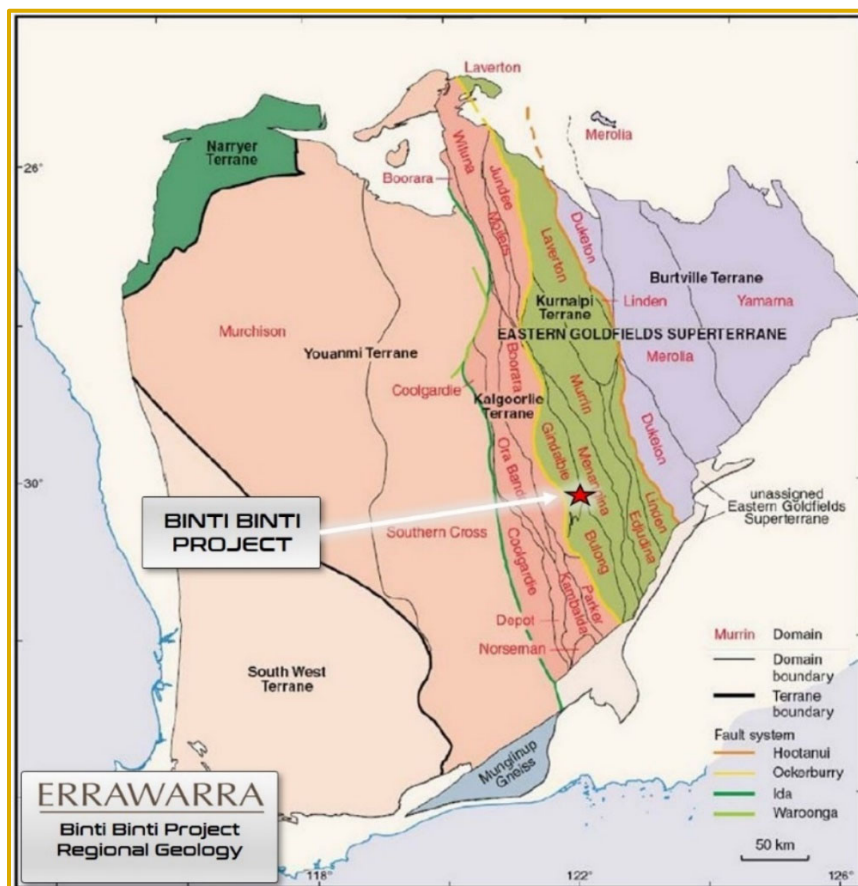 Laverton
Narryer
Terrane
26°
Wiluna
Merolia
Boorara
Jundee
Moilers
Duketon
Laverton
Burtville Terrane
Kurnalpi
Terrane
Linden
Yamarna
EASTERN GOLDFIELDS SUPERTERRANE
Murchison
Youanmi Terrane
Merolia
Boorara
Coolgardie
Kalgoorlie
Terrane
Murrin
Duketon
Gindalbie
30°
Ora Banda
Menangina
Linden
unassigned
Eastern Goldfields
Superterrane
BINTI BINTI
PROJECT
Southern Cross
Edjudina
Bulong
Coolgardie
Parker
Kambalda
Depot
Norseman
Murrin Domain
Domain
boundary
Terrane
boundary
South West
Terrane
Fault system
Hootanui
Ockerburry
Ida
Waroonga
Munglinup
Gneiss
ERRAWARRA
Binti Binti Project
Regional Geology
50 km
118°
122°
126°